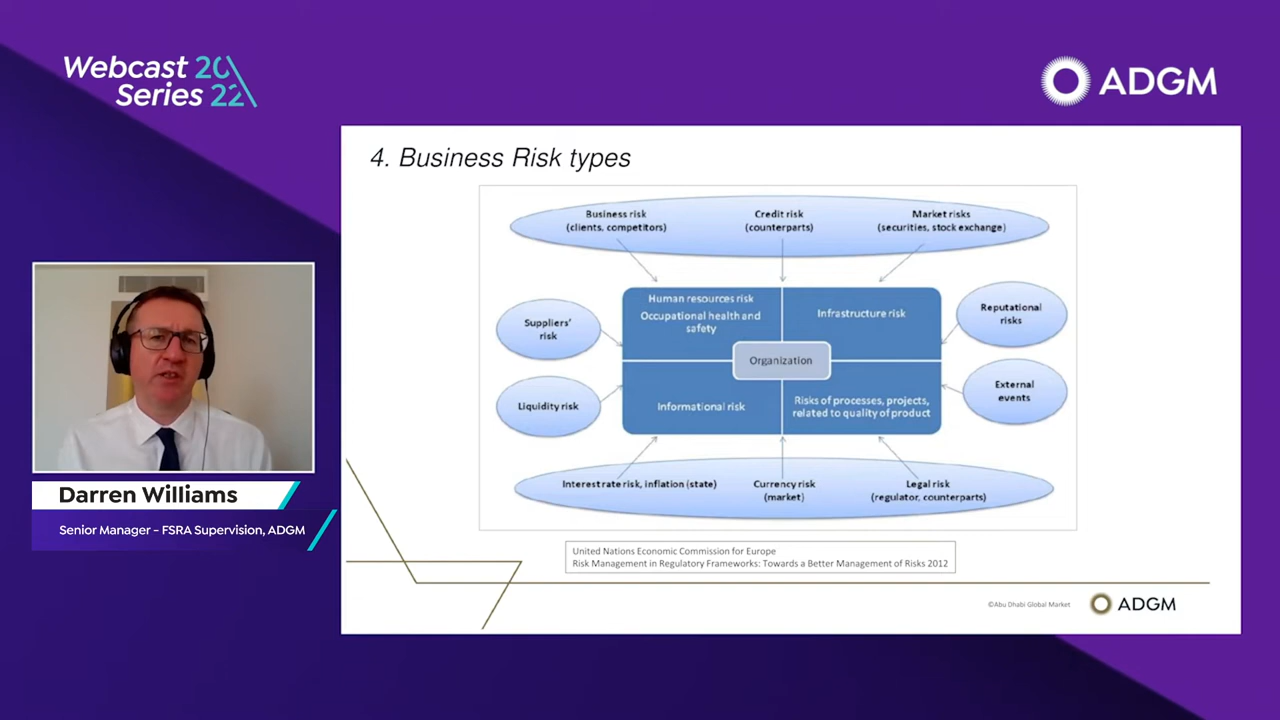 Webcast 20
Series 22
ADGM
4. Business Risk types
Business risk
(clients, competitors)
Credit risk
(counterparts)
Market risks
(securities, stock exchange)
Human resources risk
Occupational health and
safety
Infrastructure risk
Suppliers'
risk
Reputational
risks
Organization
Liquidity risk
External
events
Informational risk
Risks of processes, projects,
related to quality of product
Interest rate risk, inflation (state)
Currency risk
(market)
Legal risk
(regulator, counterparts)
United Nations Economic Commission for Europe
Risk Management in Regulatory Frameworks: Towards a Better Management of Risks 2012
©Abu Dhabi Global Market
ADGM
Darren Williams
Senior Manager - FSRA Supervision, ADGM